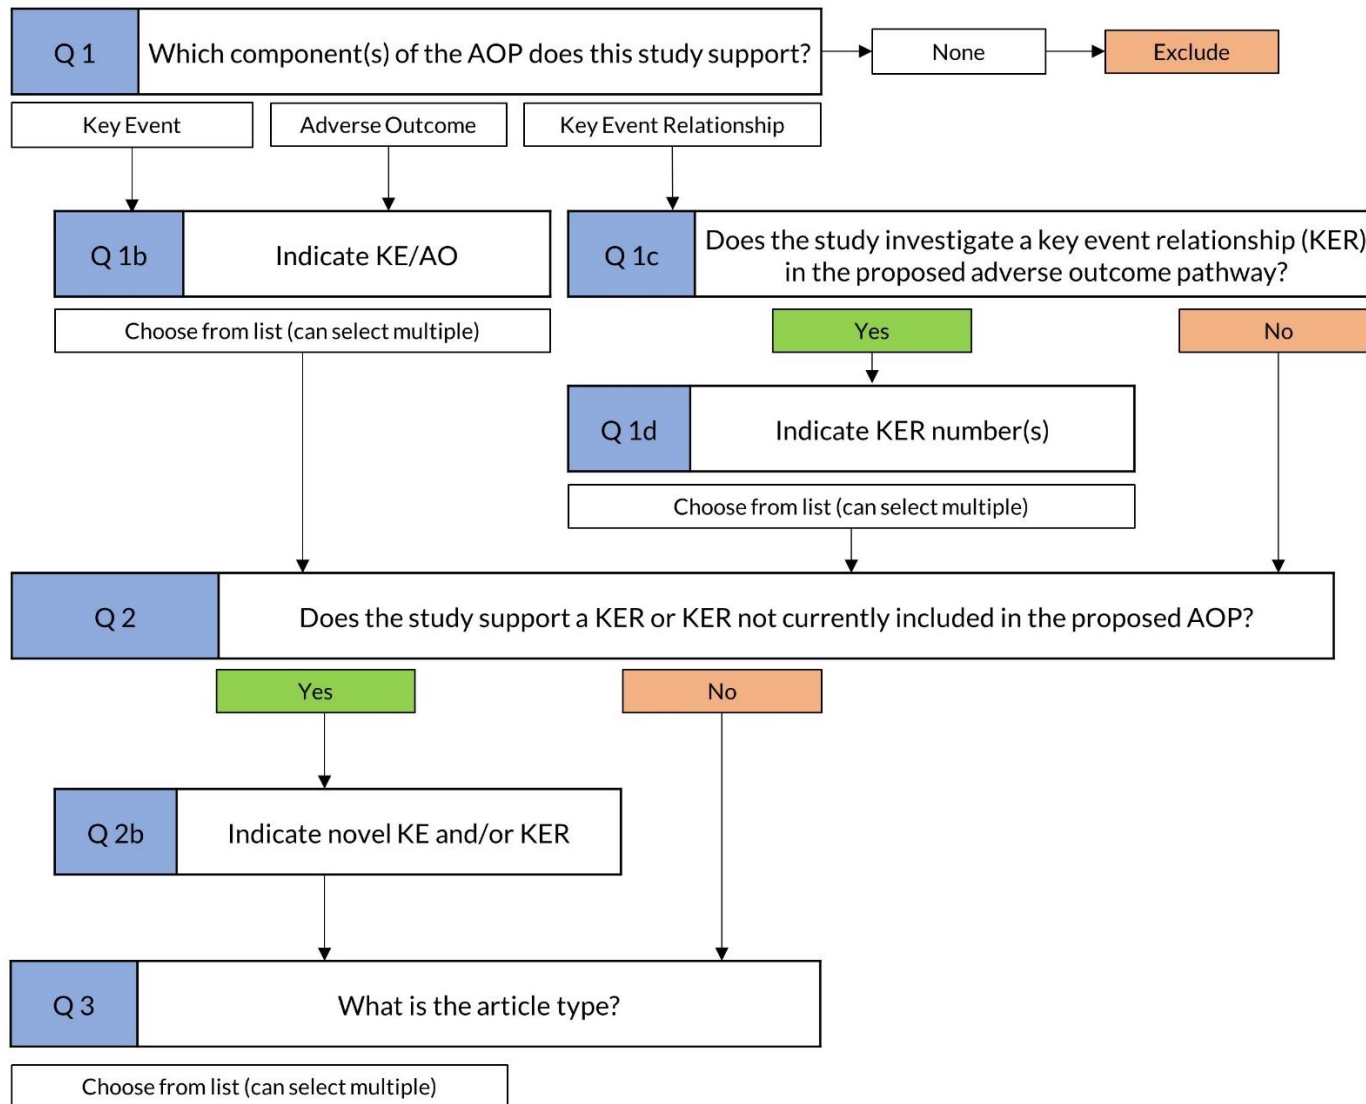 Q 1
Which component(s) of the AOP does this study support?
None
Exclude
Key Event
Adverse Outcome
Key Event Relationship
Q 1b
Indicate KE/AO
Q 1c
Does the study investigate a key event relationship (KER)
in the proposed adverse outcome pathway?
Choose from list (can select multiple)
Yes
No
Q 1d
Indicate KER number(s)
Choose from list (can select multiple)
Q 2
Does the study support a KER or KER not currently included in the proposed AOP?
Yes
No
Q 2b
Indicate novel KE and/or KER
Q 3
What is the article type?
Choose from list (can select multiple)